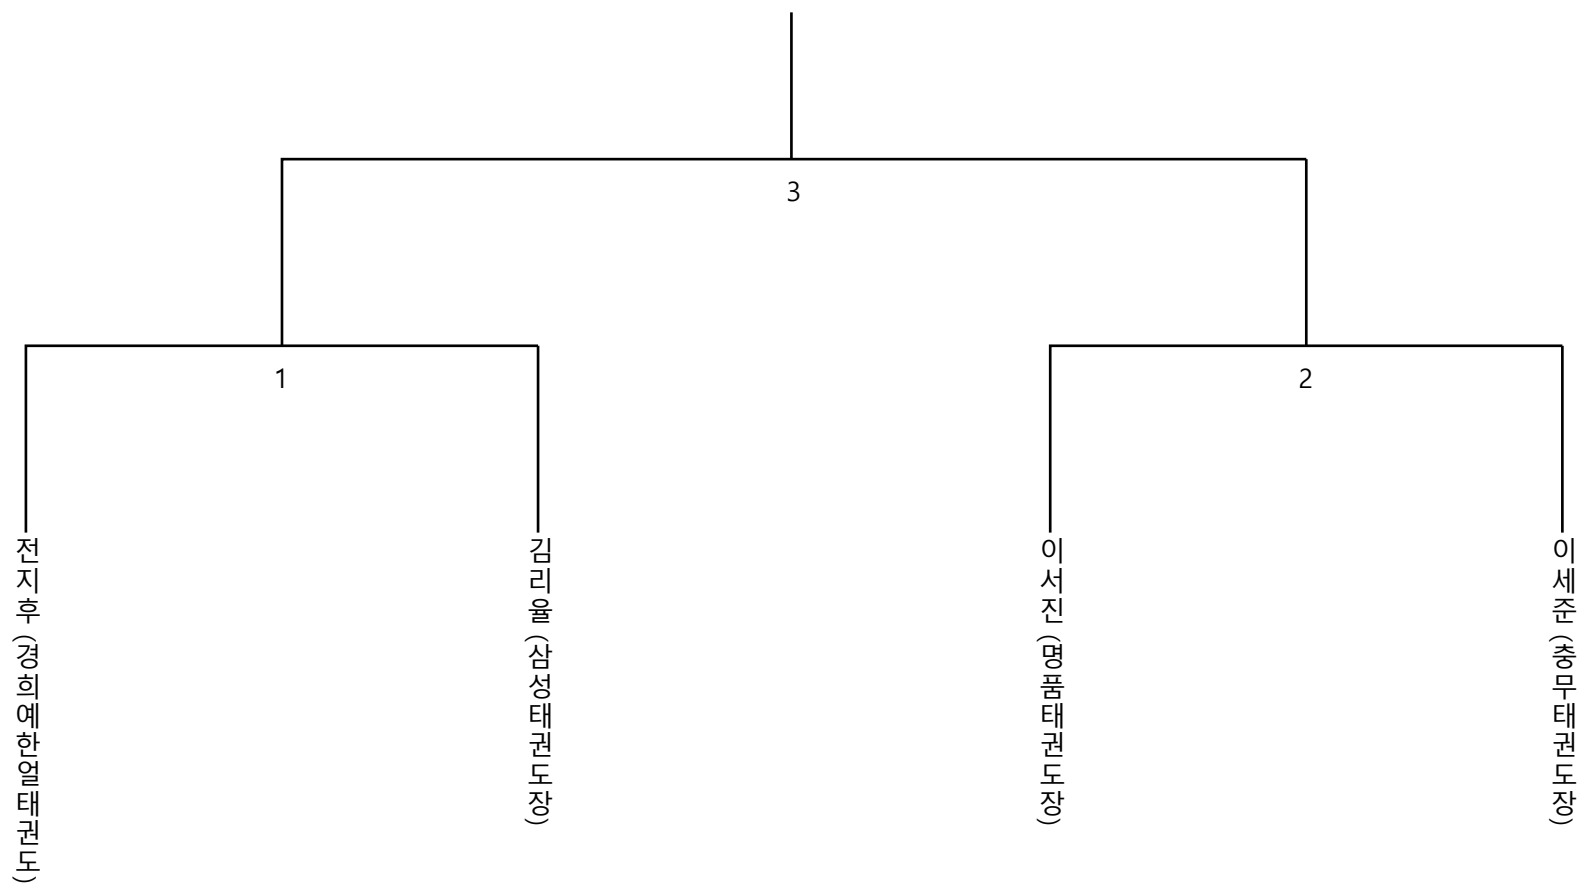 3
1
2
전지후 (경희예한얼태권도)
김리율 (삼성태권도장)
이서진 (명품태권도장)
이세준 (충무태권도장)